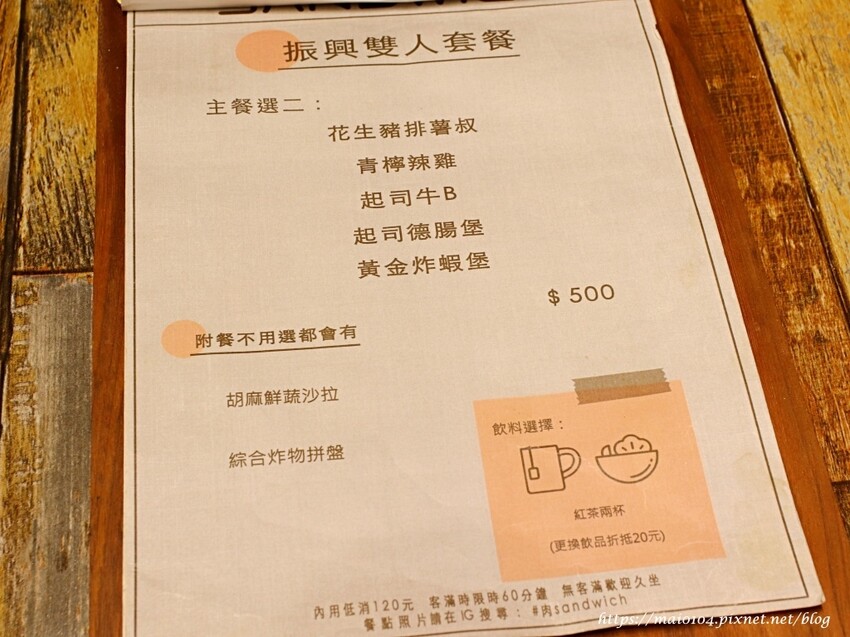 振興雙人套餐
主餐選二：
花生豬排薯叔
青檸辣雞
起司牛B
起司德腸堡
黃金炸蝦堡
$ 500
附餐不用選都會有
胡麻鮮蔬沙拉
綜合炸物拼盤
飲料選擇：
紅茶兩杯
(更換飲品折抵20元)
內用低消120元 客滿時限時60分鐘 無客滿歡迎久坐
餐點照片請在IG搜尋：#肉sandwich
https://maio104.pixnet.net/blog